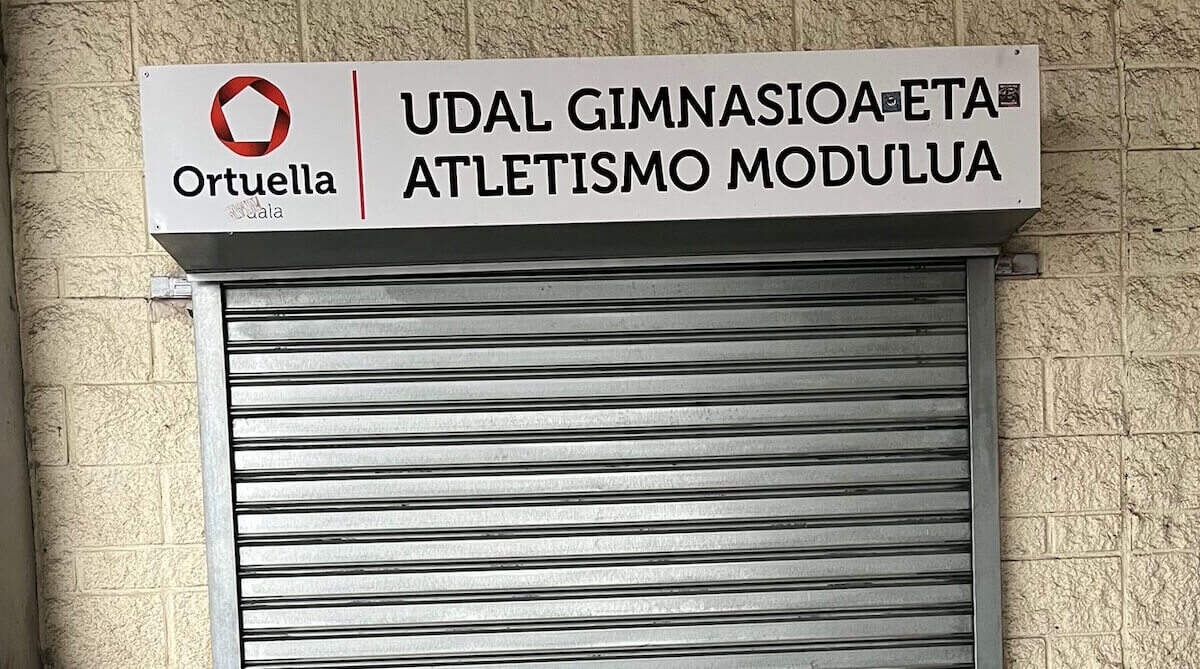 Ortuella
UDAL GIMNASIOA ETA
ATLETISMO MODULUA